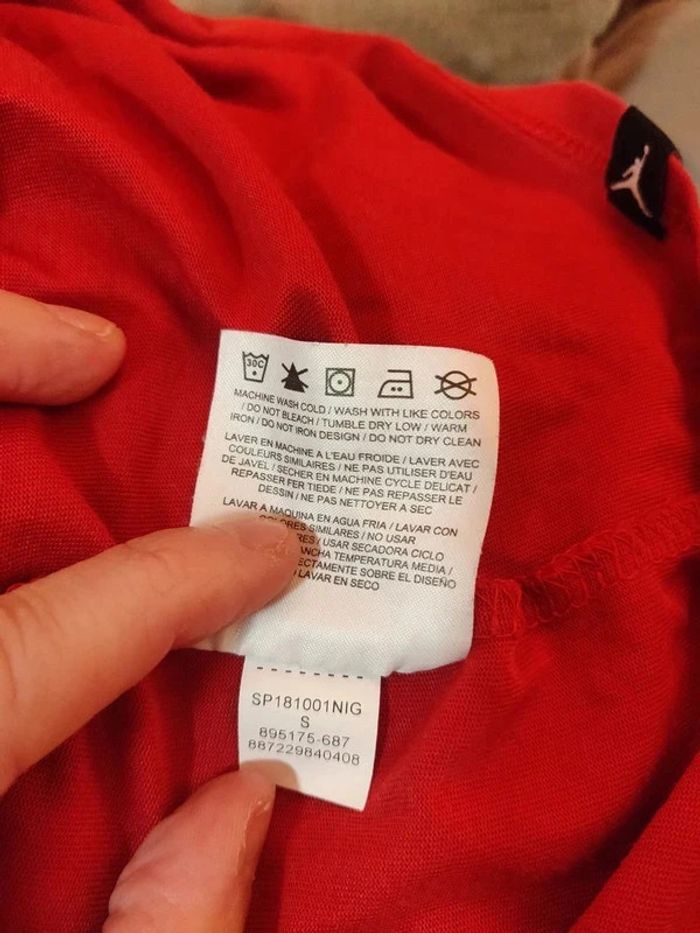 30C
MACHINE WASH COLD / WASH WITH LIKE COLORS
/ DO NOT BLEACH / TUMBLE DRY LOW / WARM
IRON / DO NOT IRON DESIGN / DO NOT DRY CLEAN
LAVER EN MACHINE A L'EAU FROIDE / LAVER AVEC
COULEURS SIMILAIRES / NE PAS UTILISER D'EAU
DE JAVEL / SECHER EN MACHINE CYCLE DELICAT /
REPASSER FER TIEDE / NE PAS REPASSER LE
DESSIN / NE PAS NETTOYER A SEC
LAVAR A MAQUINA EN AGUA FRIA / LAVAR CON
SIMILARES / NO USAR
/ USAR SECADORA CICLO
TEMPERATURA MEDIA /
SOBRE EL DISEÑO
/ LAVAR EN SECO
SP181001NIG
S
895175-687
887229840408